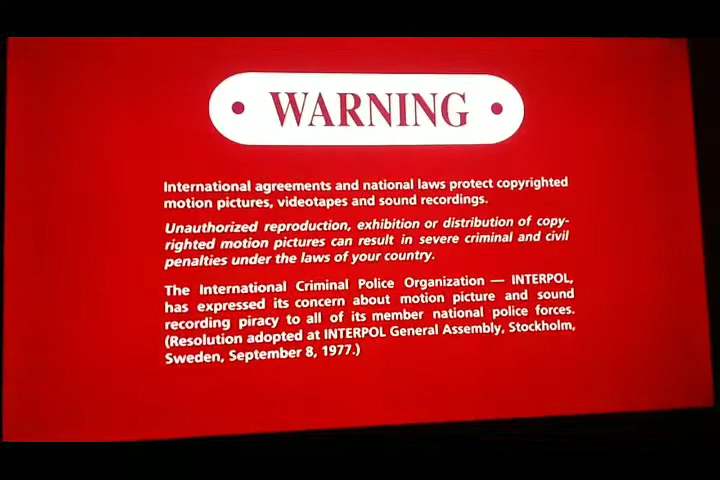 • WARNING •
International agreements and national laws protect copyrighted
motion pictures, videotapes and sound recordings.
Unauthorized reproduction, exhibition or distribution of copy-
righted motion pictures can result in severe criminal and civil
penalties under the laws of your country.
The International Criminal Police Organization — INTERPOL,
has expressed its concern about motion picture and sound
recording piracy to all of its member national police forces.
(Resolution adopted at INTERPOL General Assembly, Stockholm,
Sweden, September 8, 1977.)